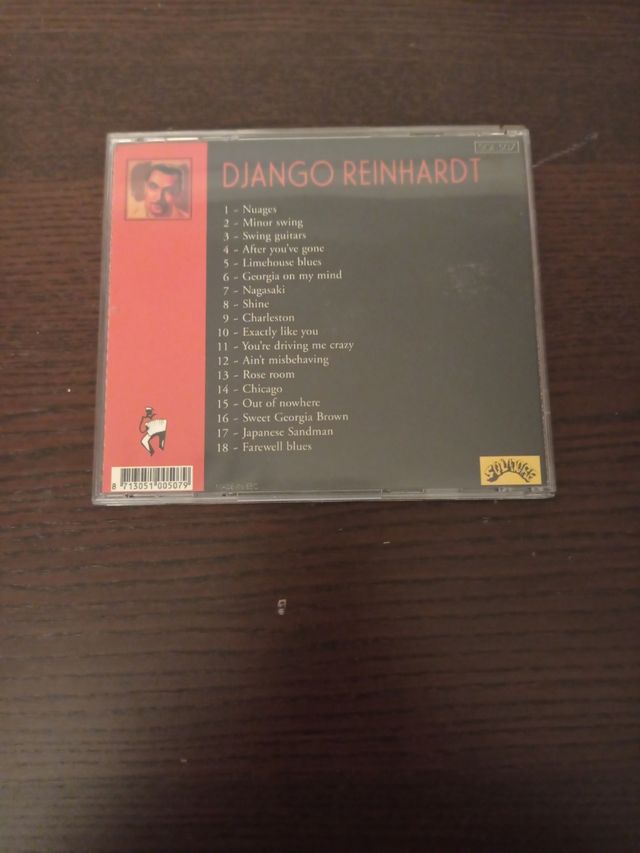 DJANGO REINHARDT
1 - Nuages
2 - Minor swing
3 - Swing guitars
4 - After you've gone
5 - Limehouse blues
6 - Georgia on my mind
7 - Nagasaki
8 - Shine
9 - Charleston
10 - Exactly like you
11 - You're driving me crazy
12 - Ain't misbehaving
13 - Rose room
14 - Chicago
15 - Out of nowhere
16 - Sweet Georgia Brown
17 - Japanese Sandman
18 - Farewell blues
8 713051 005079
MADE IN EEC